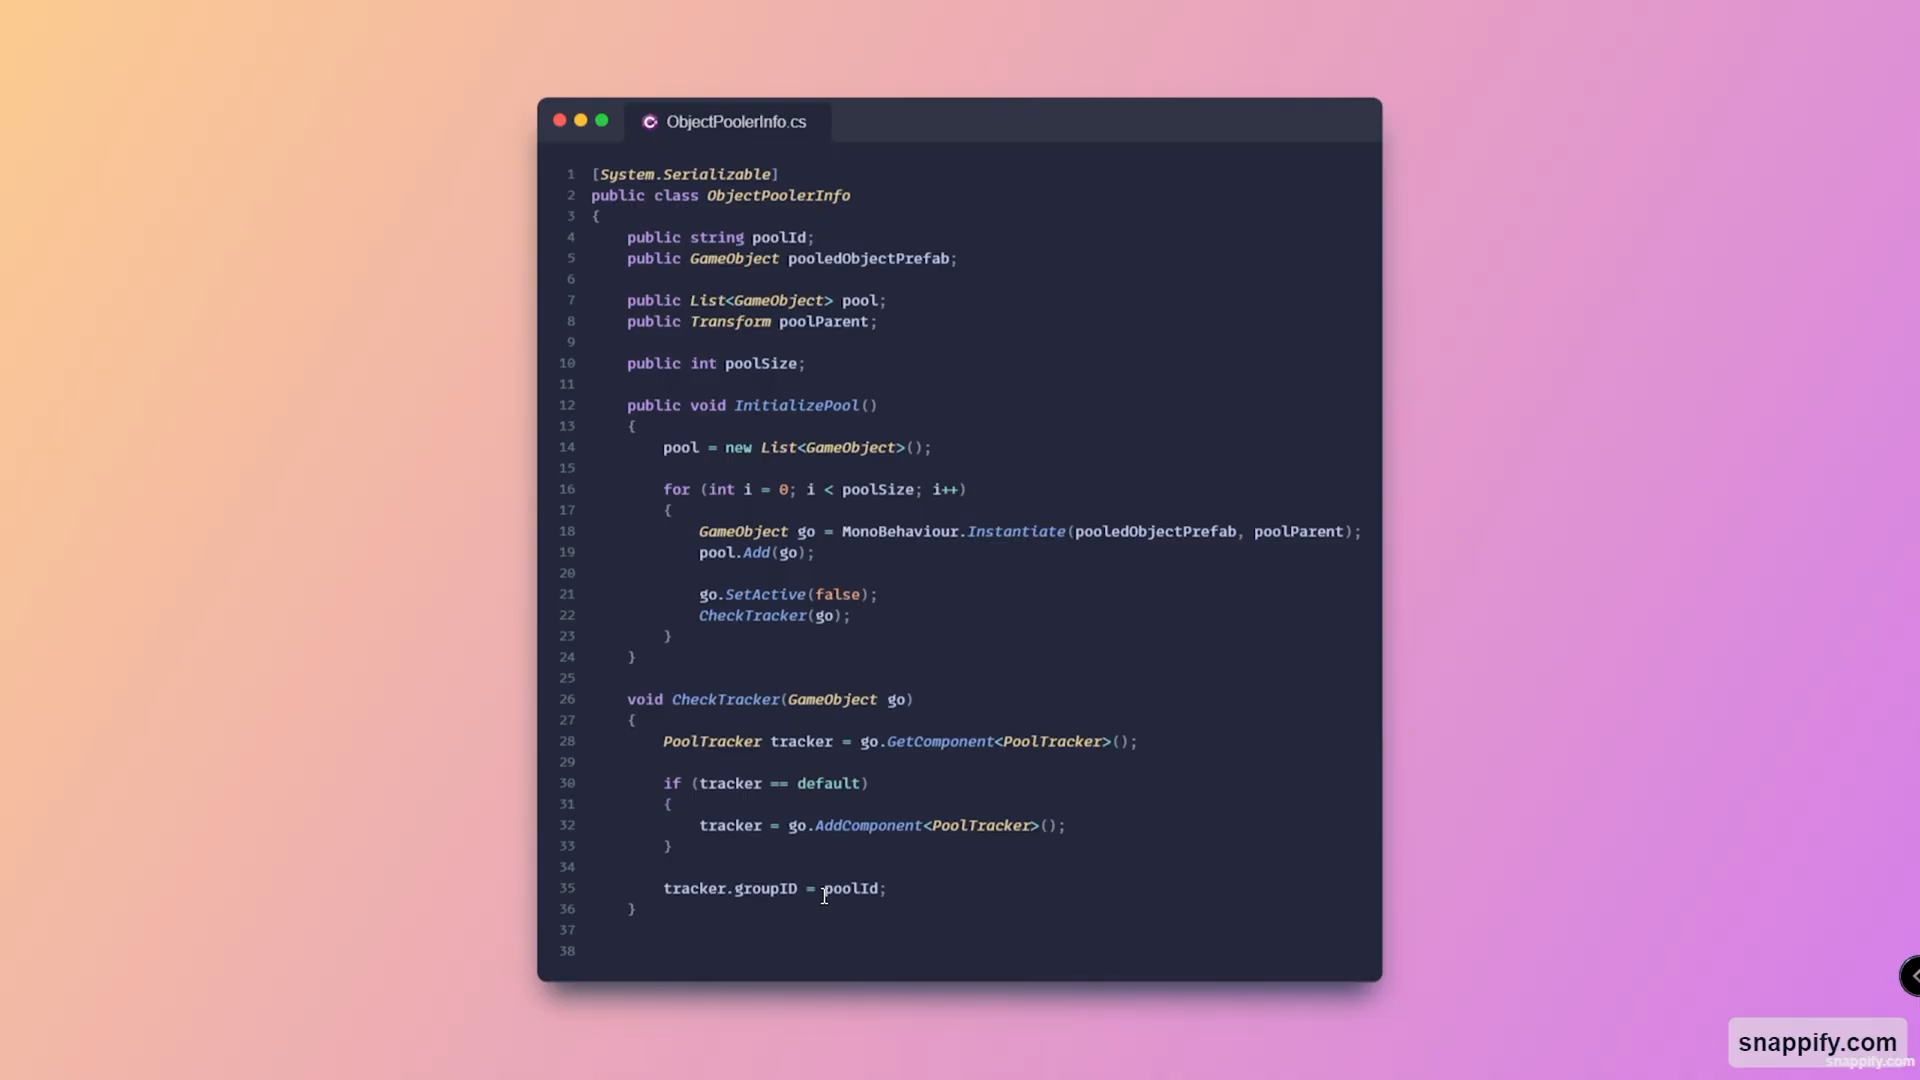 ObjectPoolerInfo.cs
1 [System.Serializable]
2 public class ObjectPoolerInfo
3 {
4 public string poolId;
5 public GameObject pooledObjectPrefab;
6
7 public List<GameObject> pool;
8 public Transform poolParent;
9
10 public int poolSize;
11
12 public void InitializePool()
13 {
14 pool = new List<GameObject>();
15
16 for (int i = 0; i < poolSize; i++)
17 {
18 GameObject go = MonoBehaviour.Instantiate(pooledObjectPrefab, poolParent);
19 pool.Add(go);
20
21 go.SetActive(false);
22 CheckTracker(go);
23 }
24 }
25
26 void CheckTracker(GameObject go)
27 {
28 PoolTracker tracker = go.GetComponent<PoolTracker>();
29
30 if (tracker == default)
31 {
32 tracker = go.AddComponent<PoolTracker>();
33 }
34
35 tracker.groupID = poolId;
36 }
37
38
snappify.com
snappify.com